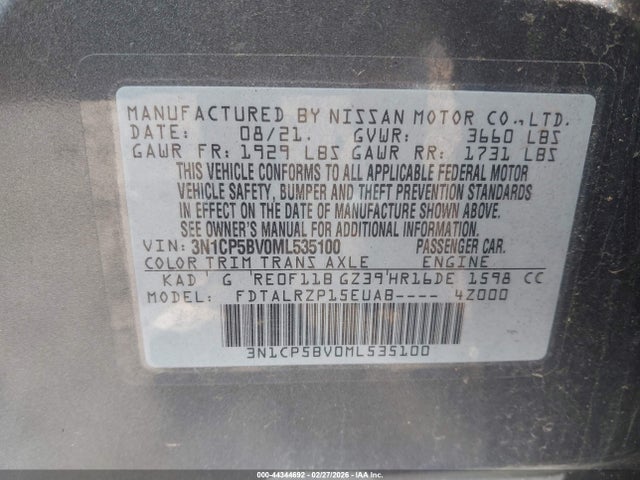 MANUFACTURED BY NISSAN MOTOR CO.,LTD.
DATE: 08/21. GVWR: 3660 LBS
GAWR FR: 1929 LBS GAWR RR: 1731 LBS
THIS VEHICLE CONFORMS TO ALL APPLICABLE FEDERAL MOTOR
VEHICLE SAFETY, BUMPER AND THEFT PREVENTION STANDARDS
IN EFFECT ON THE DATE OF MANUFACTURE SHOWN ABOVE.
SEE OWNER'S MANUAL FOR ADDITIONAL INFORMATION.
VIN: 3N1CP5BV0ML535100 PASSENGER CAR.
COLOR TRIM TRANS AXLE ENGINE
KAD G RE0F11B GZ39 HR16DE 1598 CC
MODEL: FDTALRZP15EUAB---- 4Z000
3N1CP5BV0ML535100
000-44344692 02/27/2026 - COPYRIGHT IAA, LLC.